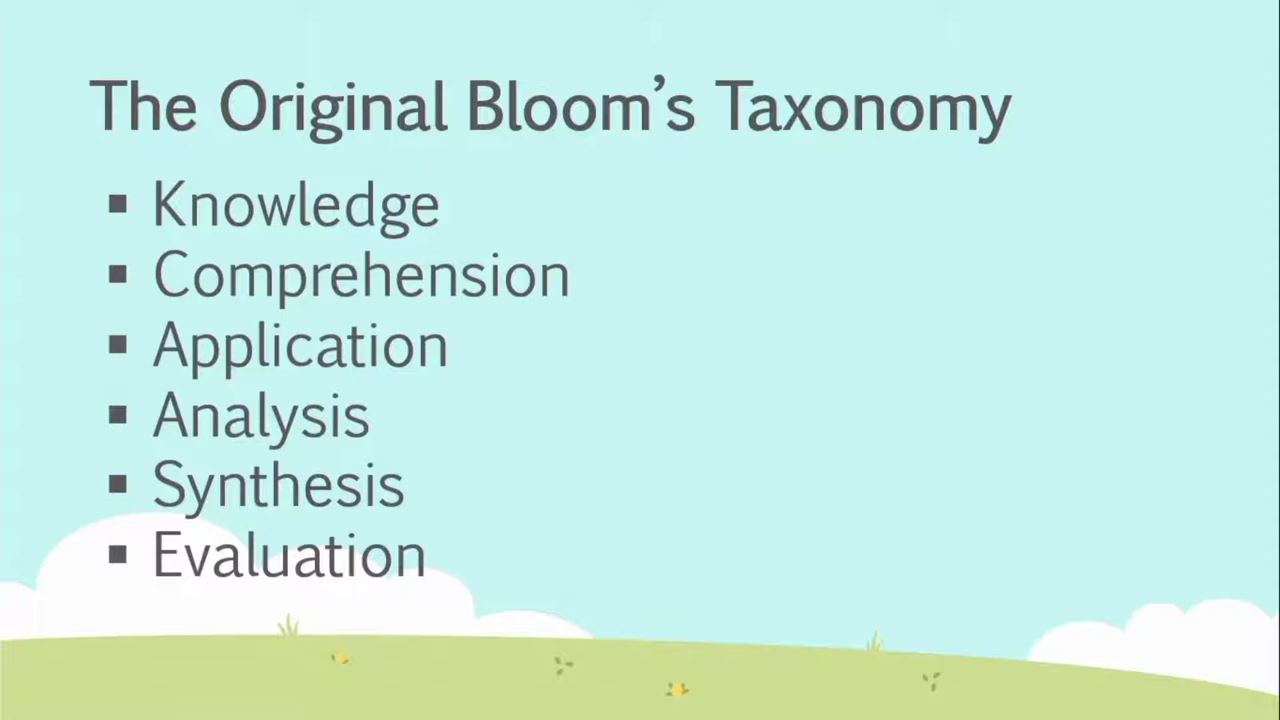 The Original Bloom’s Taxonomy
▪ Knowledge
▪ Comprehension
▪ Application
▪ Analysis
▪ Synthesis
▪ Evaluation